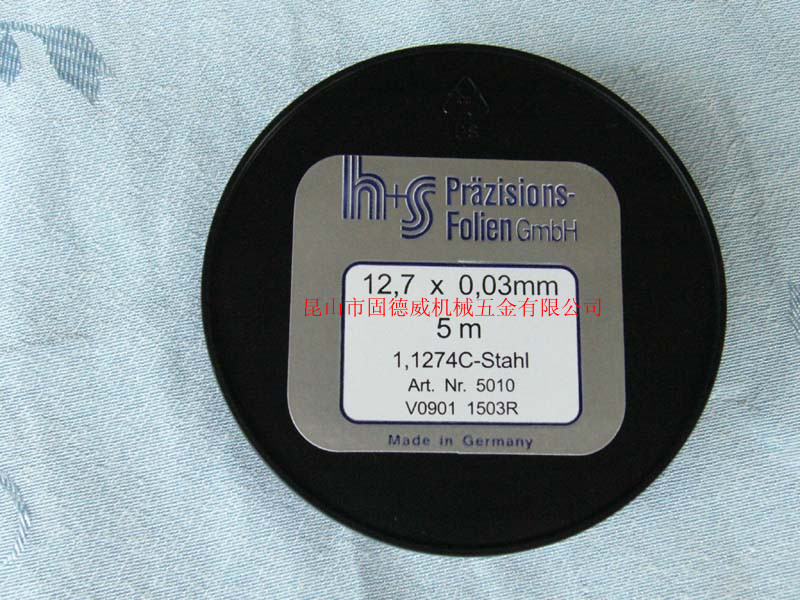 h+s Präzisions-
Folien GmbH
12,7 x 0,03mm
昆山市固德威机械五金有限公司
5 m
1,1274C-Stahl
Art. Nr. 5010
V0901 1503R
Made in Germany